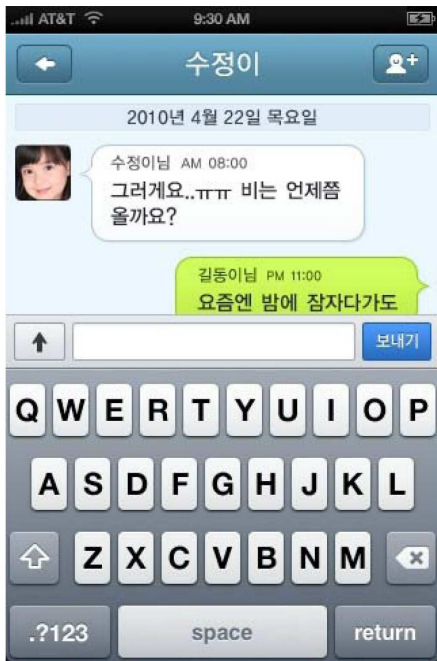 AT&T 9:30 AM
수정이
2010년 4월 22일 목요일
수정이님 AM 08:00
그러게요..ㅠㅠ 비는 언제쯤
올까요?
길동이님 PM 11:00
요즘엔 밤에 잠자다가도
보내기
Q W E R T Y U I O P
A S D F G H J K L
Z X C V B N M
.?123 space return